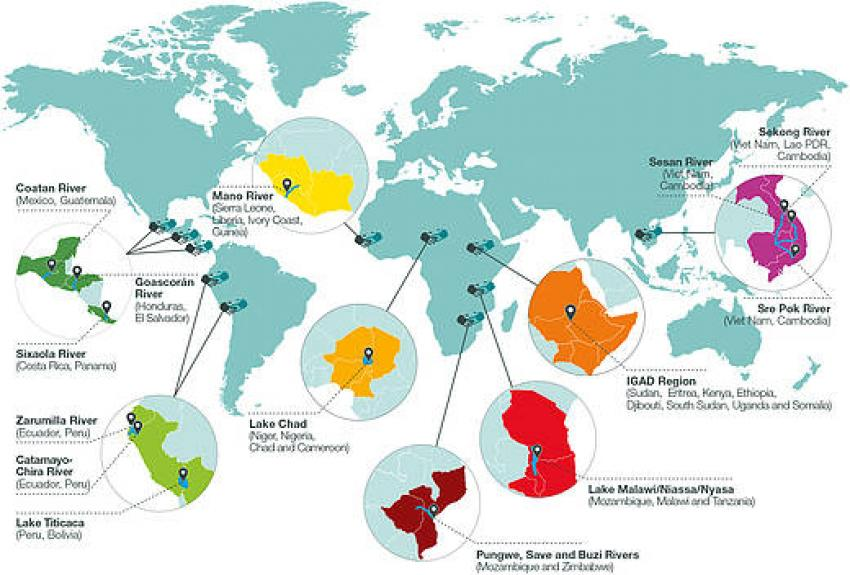 Sekong River
(Viet Nam, Lao PDR,
Cambodia)
Sesan River
(Viet Nam,
Cambodia)
Coatan River
(Mexico, Guatemala)
Mano River
(Sierra Leone,
Liberia, Ivory Coast,
Guinea)
Goascorán
River
(Honduras,
El Salvador)
Sre Pok River
(Viet Nam, Cambodia)
Sixaola River
(Costa Rica, Panama)
IGAD Region
(Sudan, Eritrea, Kenya, Ethiopia,
Djibouti, South Sudan, Uganda and Somalia)
Zarumilla River
(Ecuador, Peru)
Lake Chad
(Niger, Nigeria,
Chad and Cameroon)
Catamayo-
Chira River
(Ecuador, Peru)
Lake Malawi/Niassa/Nyasa
(Mozambique, Malawi and Tanzania)
Lake Titicaca
(Peru, Bolivia)
Pungwe, Save and Buzi Rivers
(Mozambique and Zimbabwe)